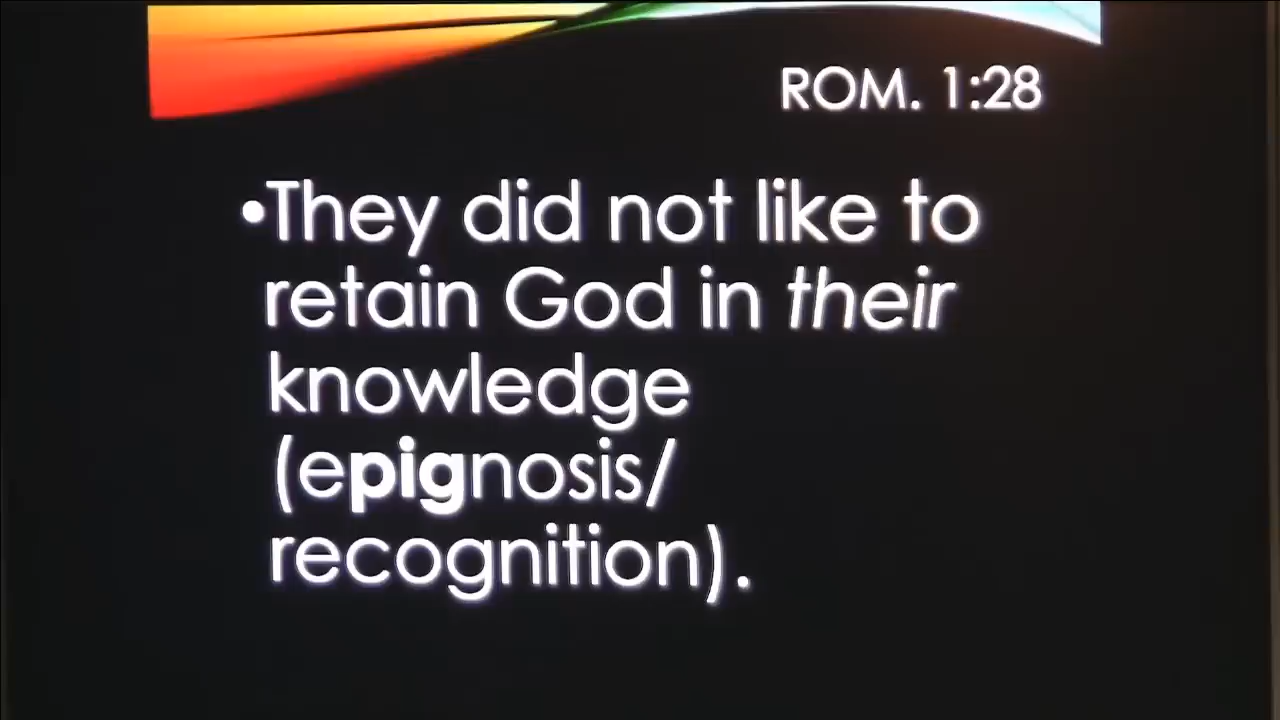 ROM. 1:28
•They did not like to
retain God in their
knowledge
(epignosis/
recognition).